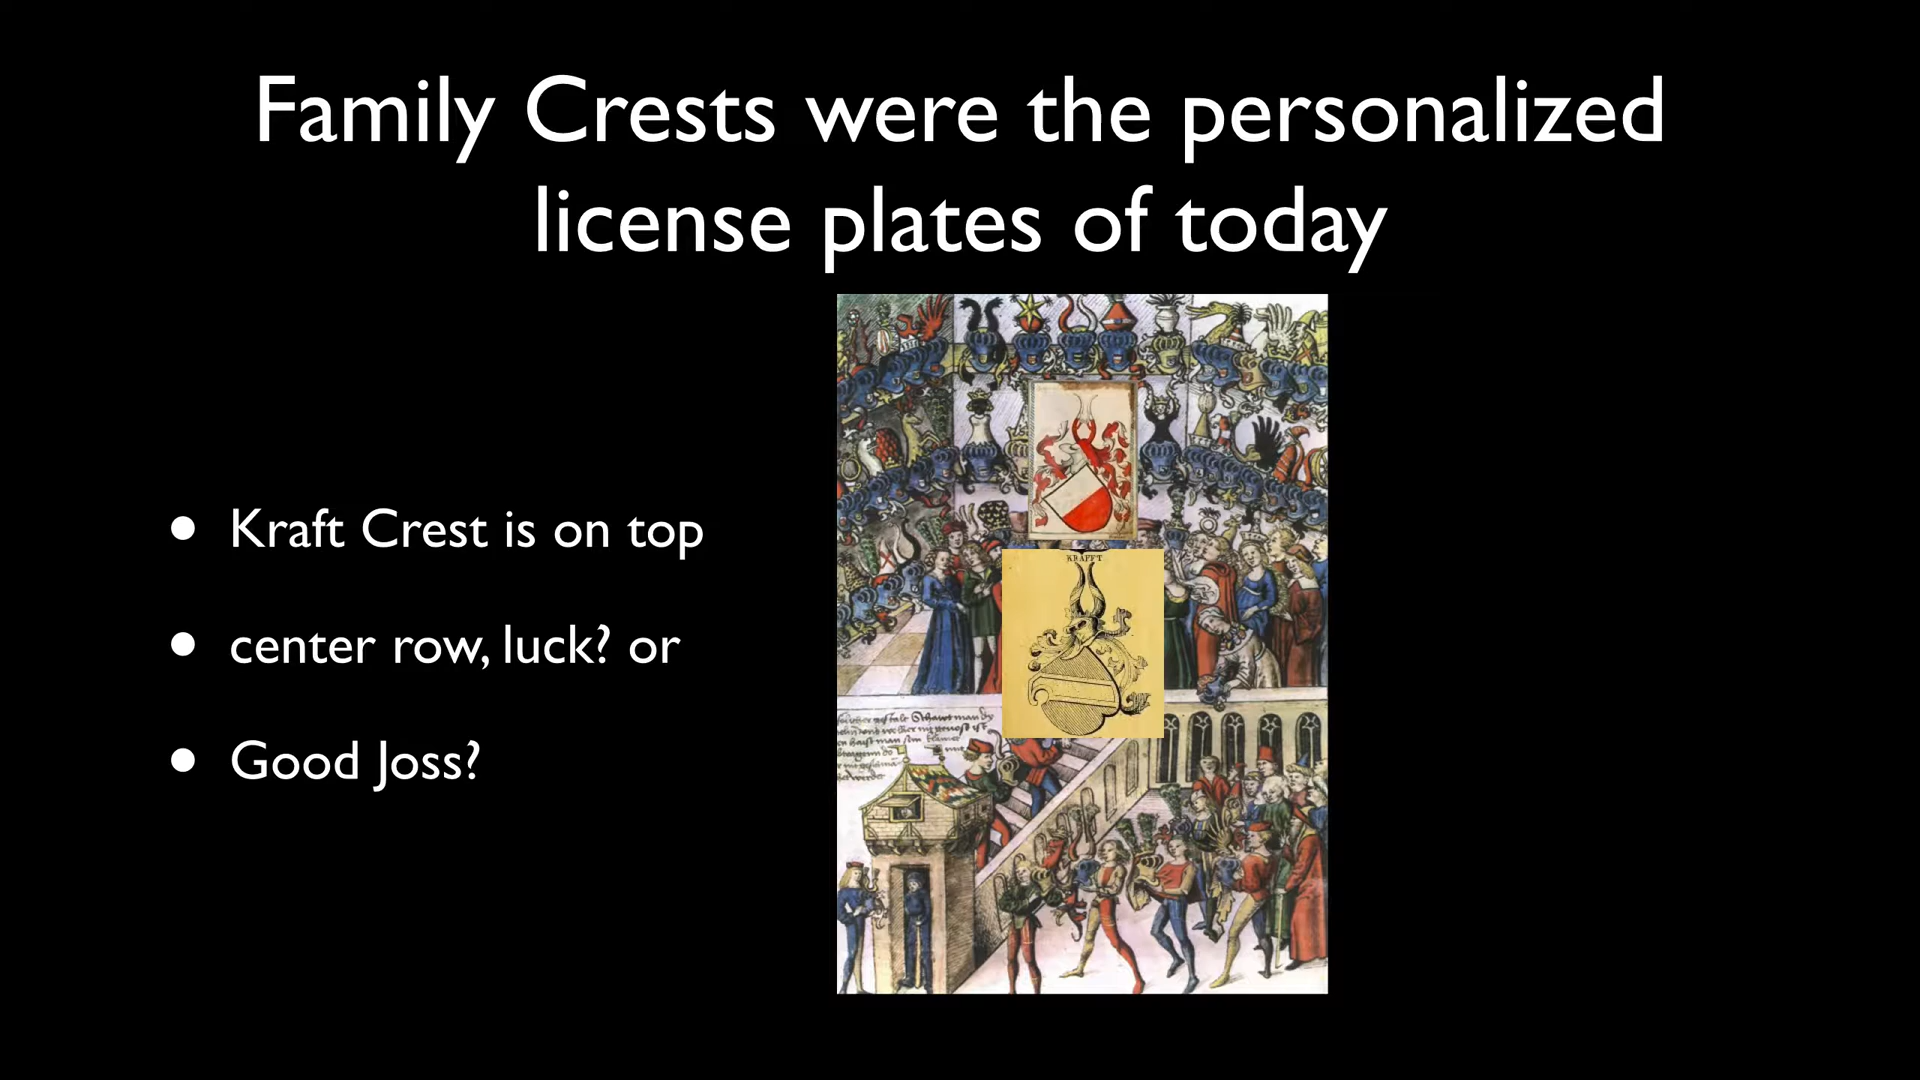 Family Crests were the personalized
license plates of today
Kraft Crest is on top
center row, luck? or
Good Joss?
KRAFFT